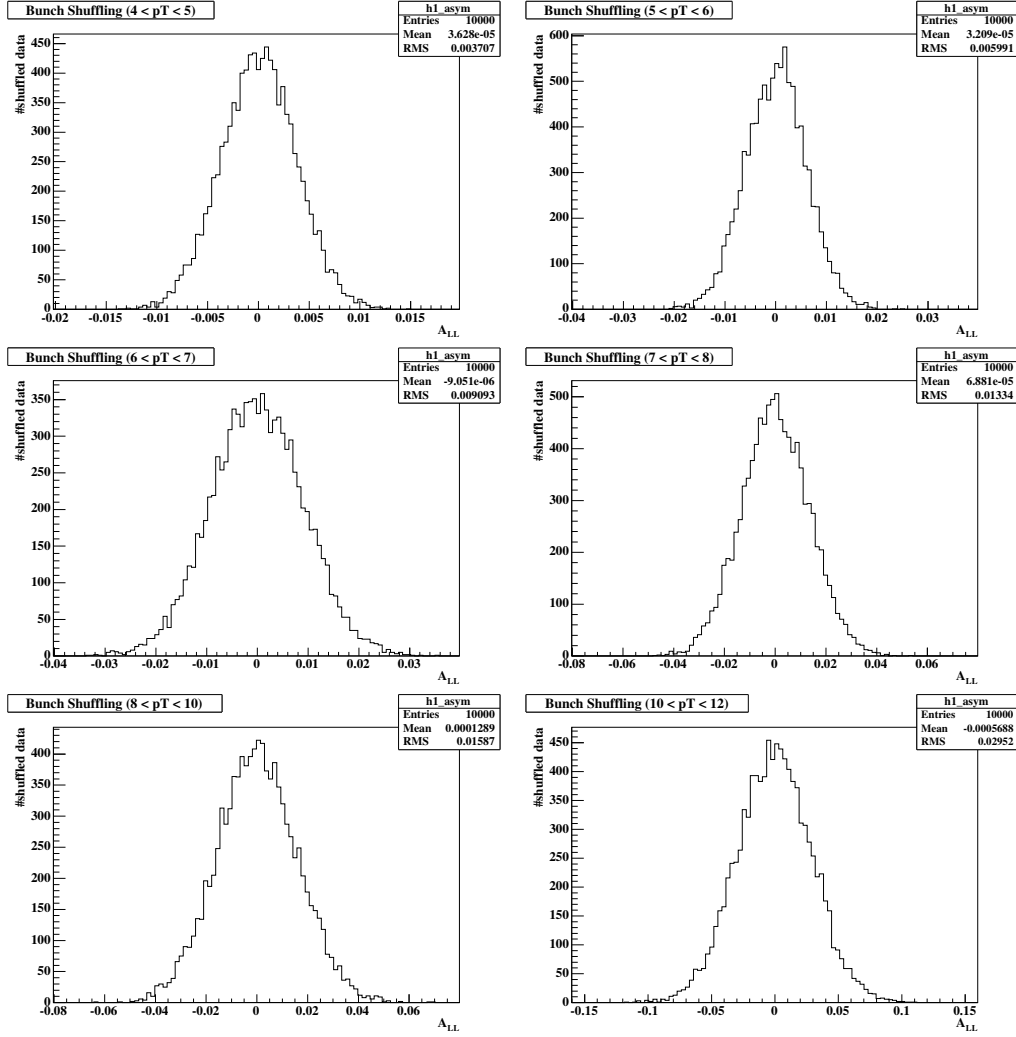 Bunch Shuffling (4 < pT < 5)
h1_asym
Entries 10000
Mean 3.628e-05
RMS 0.003707
#shuffled data
450
400
350
300
250
200
150
100
50
0
-0.02 -0.015 -0.01 -0.005 0 0.005 0.01 0.015
A_LL
Bunch Shuffling (5 < pT < 6)
h1_asym
Entries 10000
Mean 3.209e-05
RMS 0.005991
#shuffled data
600
500
400
300
200
100
0
-0.04 -0.03 -0.02 -0.01 0 0.01 0.02 0.03
A_LL
Bunch Shuffling (6 < pT < 7)
h1_asym
Entries 10000
Mean -9.051e-06
RMS 0.009093
#shuffled data
350
300
250
200
150
100
50
0
-0.04 -0.03 -0.02 -0.01 0 0.01 0.02 0.03
A_LL
Bunch Shuffling (7 < pT < 8)
h1_asym
Entries 10000
Mean 6.881e-05
RMS 0.01334
#shuffled data
500
400
300
200
100
0
-0.08 -0.06 -0.04 -0.02 0 0.02 0.04 0.06
A_LL
Bunch Shuffling (8 < pT < 10)
h1_asym
Entries 10000
Mean 0.0001289
RMS 0.01587
#shuffled data
400
350
300
250
200
150
100
50
0
-0.08 -0.06 -0.04 -0.02 0 0.02 0.04 0.06
A_LL
Bunch Shuffling (10 < pT < 12)
h1_asym
Entries 10000
Mean -0.0005688
RMS 0.02952
#shuffled data
450
400
350
300
250
200
150
100
50
0
-0.15 -0.1 -0.05 0 0.05 0.1 0.15
A_LL